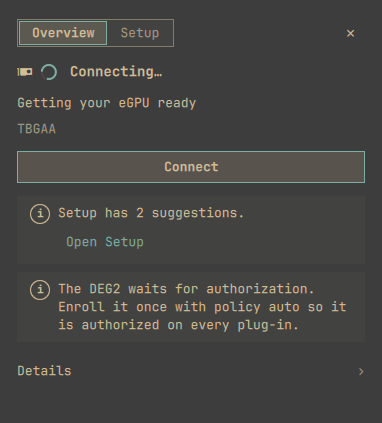 Overview Setup ×
Connecting…
Getting your eGPU ready
TBGAA
Connect
Setup has 2 suggestions.
Open Setup
The DEG2 waits for authorization.
Enroll it once with policy auto so it
is authorized on every plug-in.
Details ›